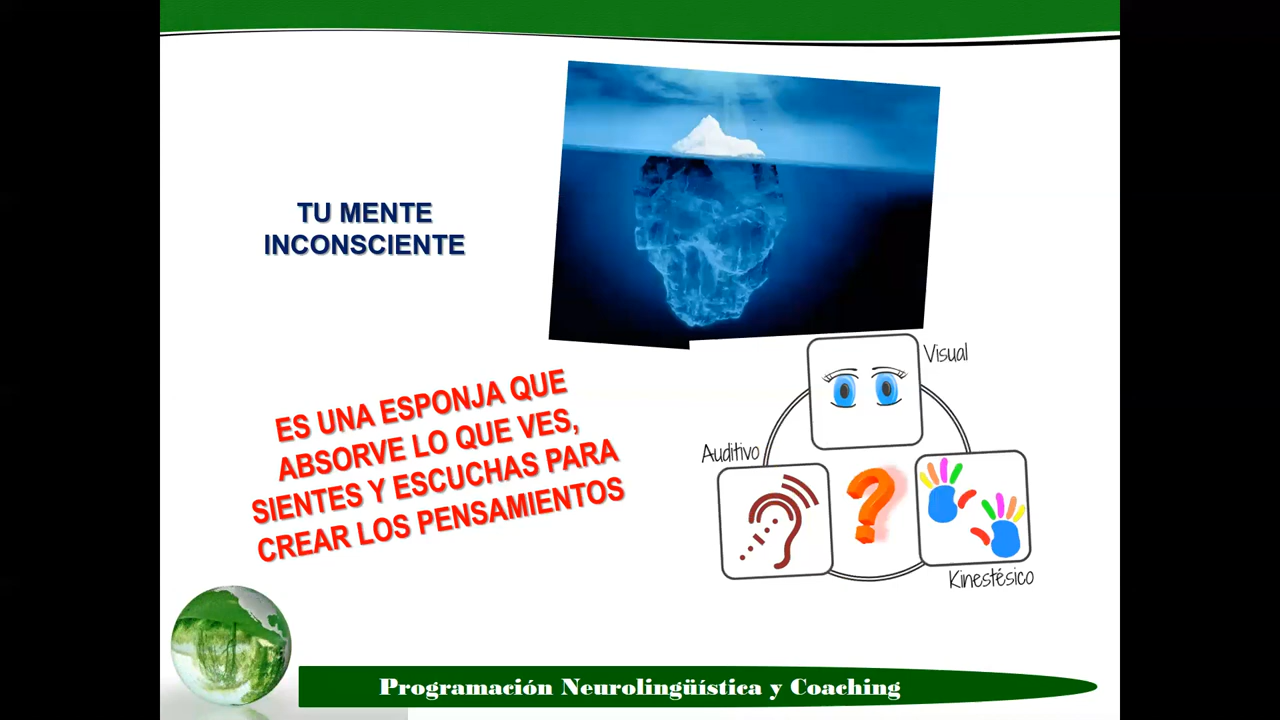 TU MENTE
INCONSCIENTE
ES UNA ESPONJA QUE
ABSORVE LO QUE VES,
SIENTES Y ESCUCHAS PARA
CREAR LOS PENSAMIENTOS
Visual
Auditivo
Kinestésico
Programación Neurolingüística y Coaching